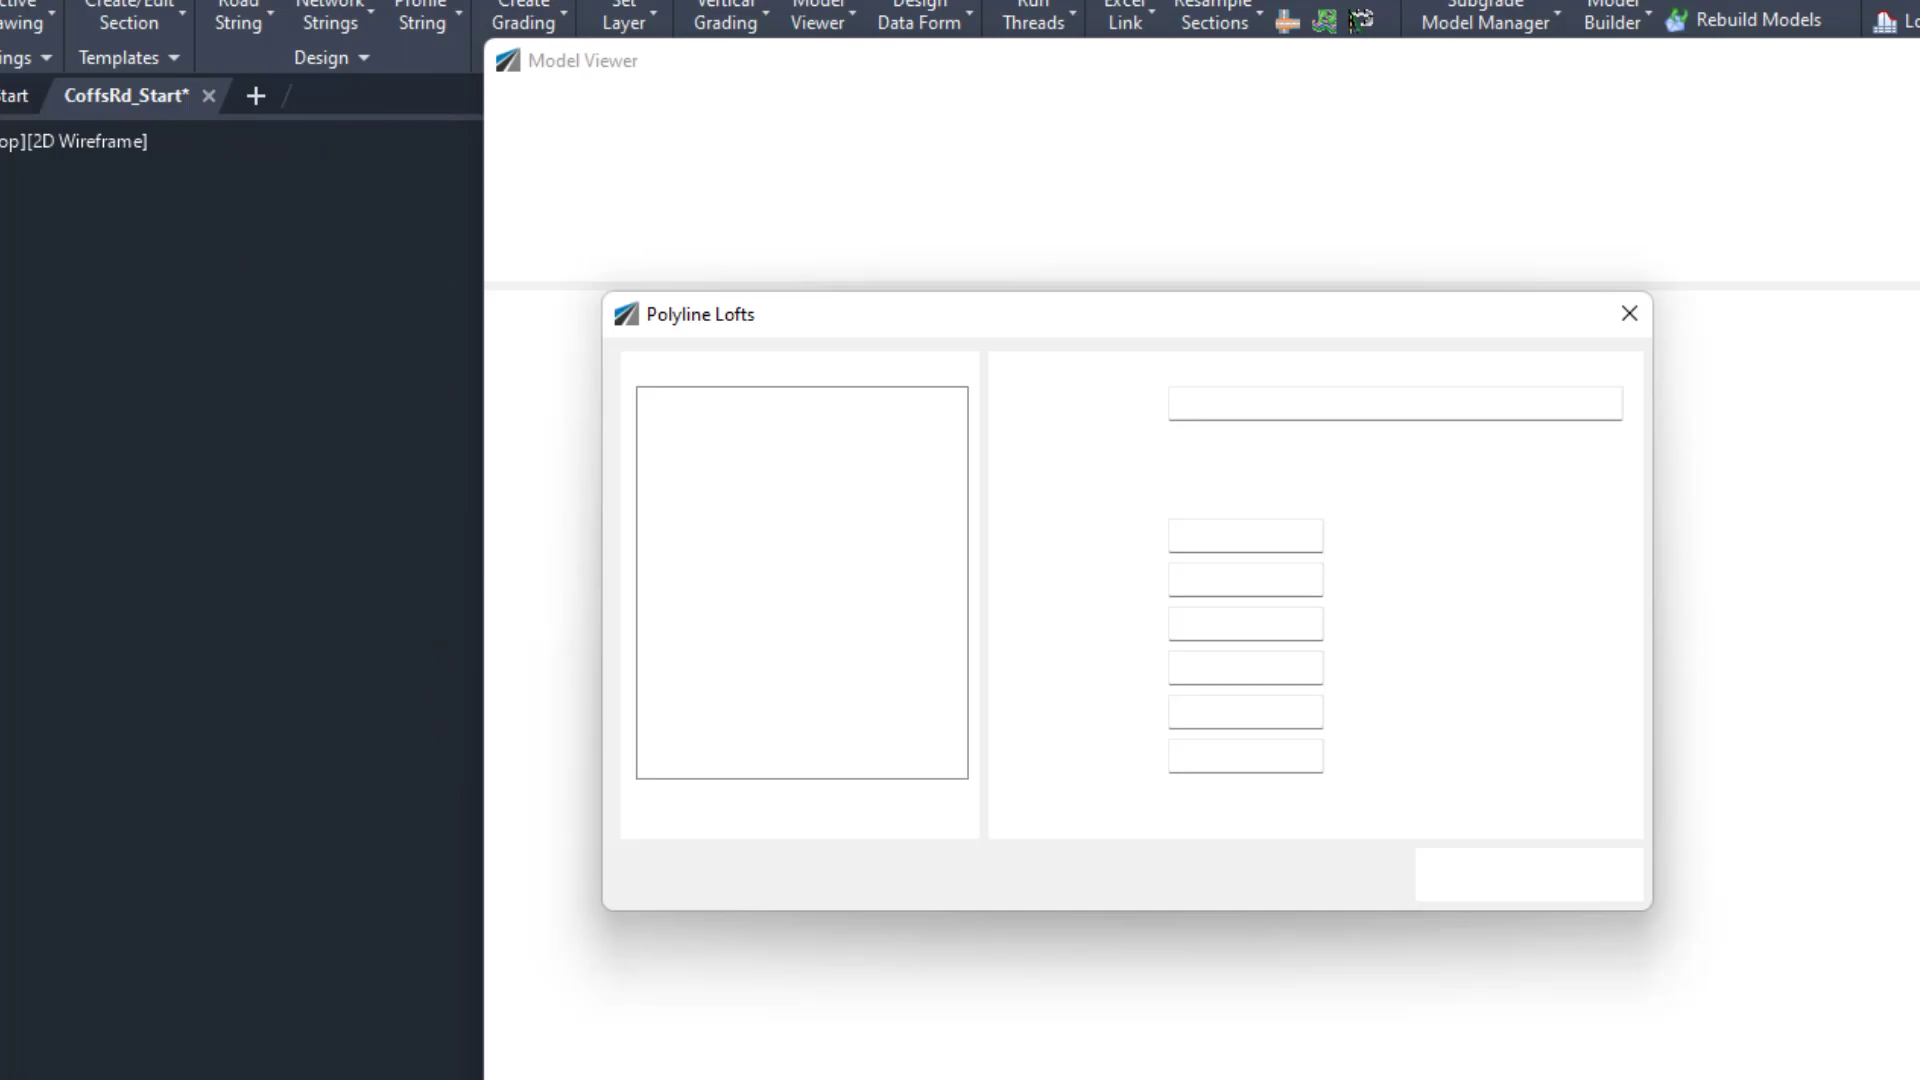 Section
String
Strings
String
Grading
Layer
Grading
Viewer
Data Form
Threads
Link
Sections
Model Manager
Builder
Rebuild Models
Templates
Design
Model Viewer
CoffsRd_Start*
[2D Wireframe]
Polyline Lofts